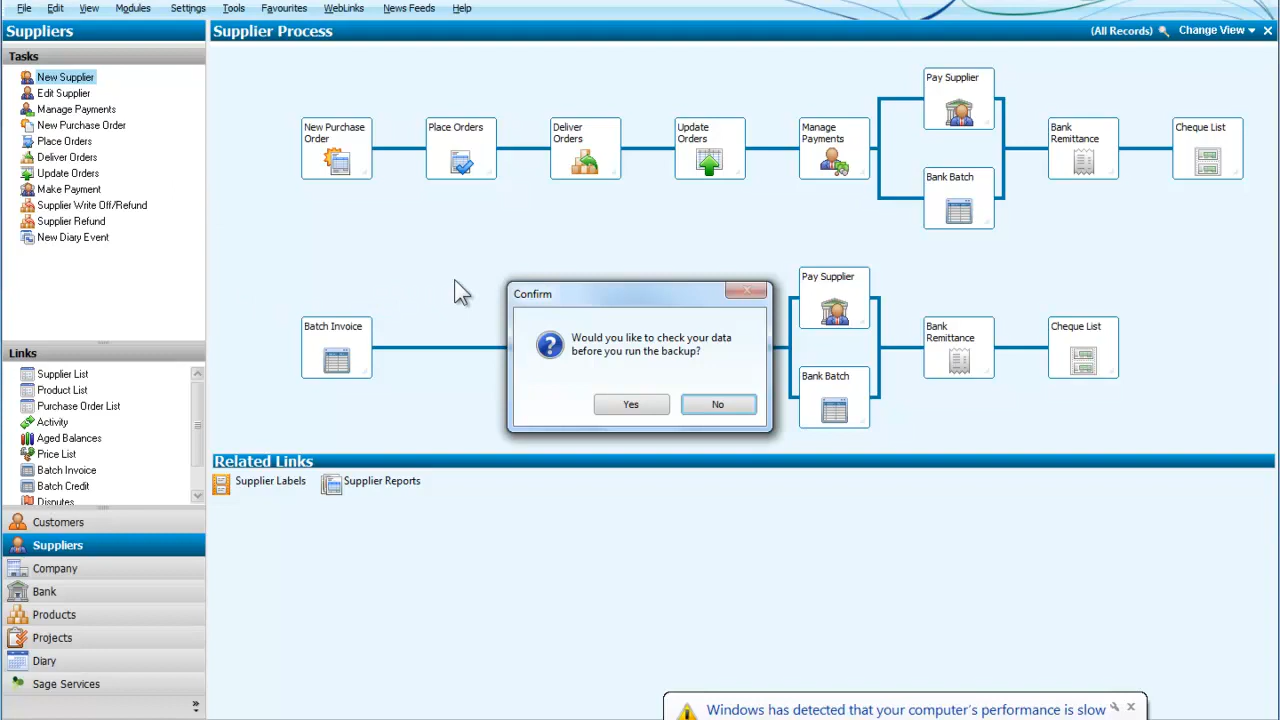 File Edit View Modules Settings Tools Favourites WebLinks News Feeds Help
Suppliers
Supplier Process
(All Records) Change View
Tasks
New Supplier
Edit Supplier
Manage Payments
New Purchase Order
Place Orders
Deliver Orders
Update Orders
Make Payment
Supplier Write Off/Refund
Supplier Refund
New Diary Event
Links
Supplier List
Product List
Purchase Order List
Activity
Aged Balances
Price List
Batch Invoice
Batch Credit
Disputes
Customers
Suppliers
Company
Bank
Products
Projects
Diary
Sage Services
New Purchase
Order
Place Orders
Deliver
Orders
Update
Orders
Manage
Payments
Pay Supplier
Bank Batch
Bank
Remittance
Cheque List
Batch Invoice
Pay Supplier
Bank Batch
Bank
Remittance
Cheque List
Confirm
Would you like to check your data
before you run the backup?
Yes
No
Related Links
Supplier Labels
Supplier Reports
Windows has detected that your computer's performance is slow